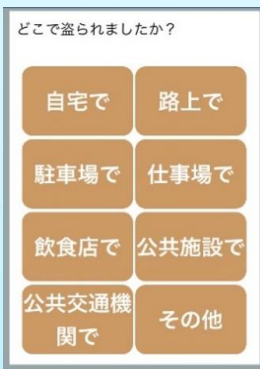 どこで盗られましたか？
自宅で
路上で
駐車場で
仕事場で
飲食店で
公共施設で
公共交通機
関で
その他